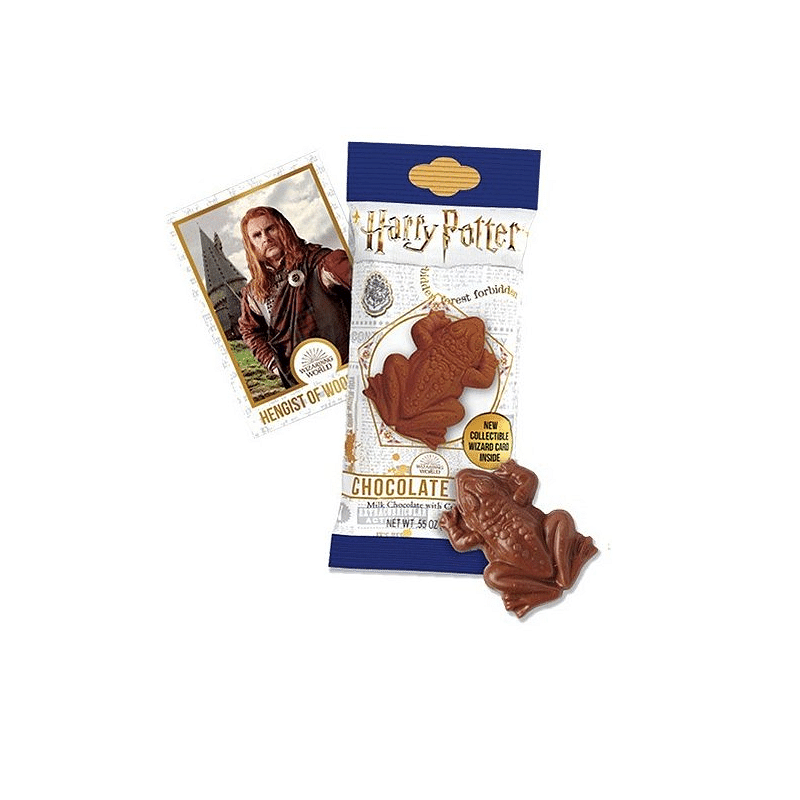 WIZARDING
WORLD
HENGIST OF WOO
Harry Potter
forest forbidden
NEW
COLLECTIBLE
WIZARD CARD
INSIDE
WIZARDING
WORLD
CHOCOLATE
Milk Chocolate with
EXTRACURRICULAR
NET WT .55 OZ